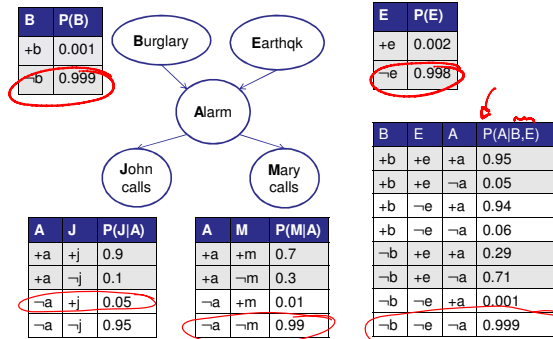 B P(B)
+b 0.001
¬b 0.999
Burglary
Earthqk
Alarm
John
calls
Mary
calls
E P(E)
+e 0.002
¬e 0.998
B E A P(A|B,E)
+b +e +a 0.95
+b +e ¬a 0.05
+b ¬e +a 0.94
+b ¬e ¬a 0.06
¬b +e +a 0.29
¬b +e ¬a 0.71
¬b ¬e +a 0.001
¬b ¬e ¬a 0.999
A J P(J|A)
+a +j 0.9
+a ¬j 0.1
¬a +j 0.05
¬a ¬j 0.95
A M P(M|A)
+a +m 0.7
+a ¬m 0.3
¬a +m 0.01
¬a ¬m 0.99